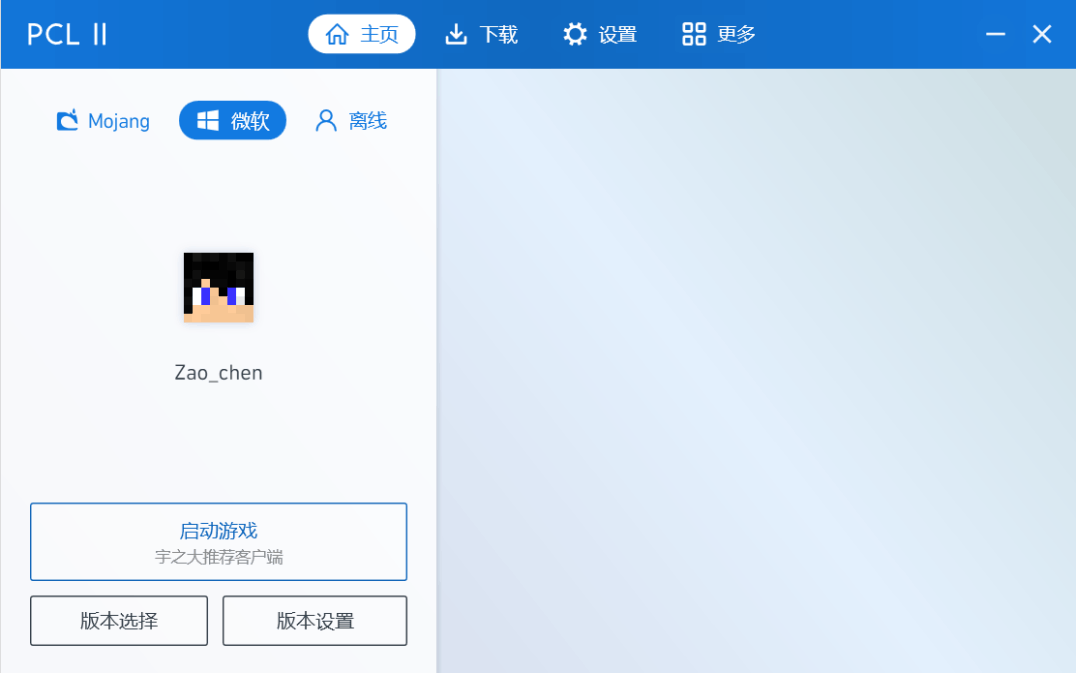 PCL II 主页 下载 设置 更多
Mojang 微软 离线
Zao_chen
启动游戏
宇之大推荐客户端
版本选择 版本设置